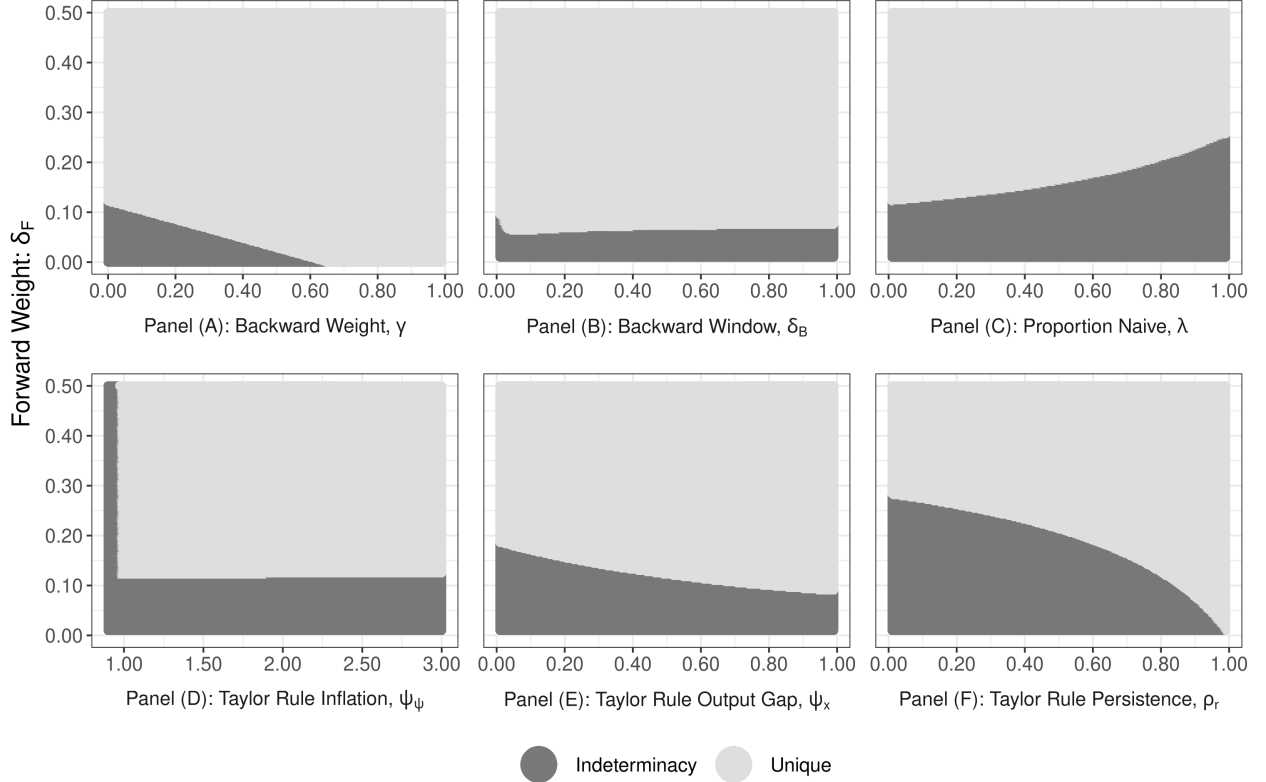 Forward Weight: δF
0.50
0.40
0.30
0.20
0.10
0.00
0.00 0.20 0.40 0.60 0.80 1.00
Panel (A): Backward Weight, γ
0.00 0.20 0.40 0.60 0.80 1.00
Panel (B): Backward Window, δB
0.00 0.20 0.40 0.60 0.80 1.00
Panel (C): Proportion Naive, λ
0.50
0.40
0.30
0.20
0.10
0.00
1.00 1.50 2.00 2.50 3.00
Panel (D): Taylor Rule Inflation, ψψ
0.00 0.20 0.40 0.60 0.80 1.00
Panel (E): Taylor Rule Output Gap, ψx
0.00 0.20 0.40 0.60 0.80 1.00
Panel (F): Taylor Rule Persistence, ρr
Indeterminacy Unique